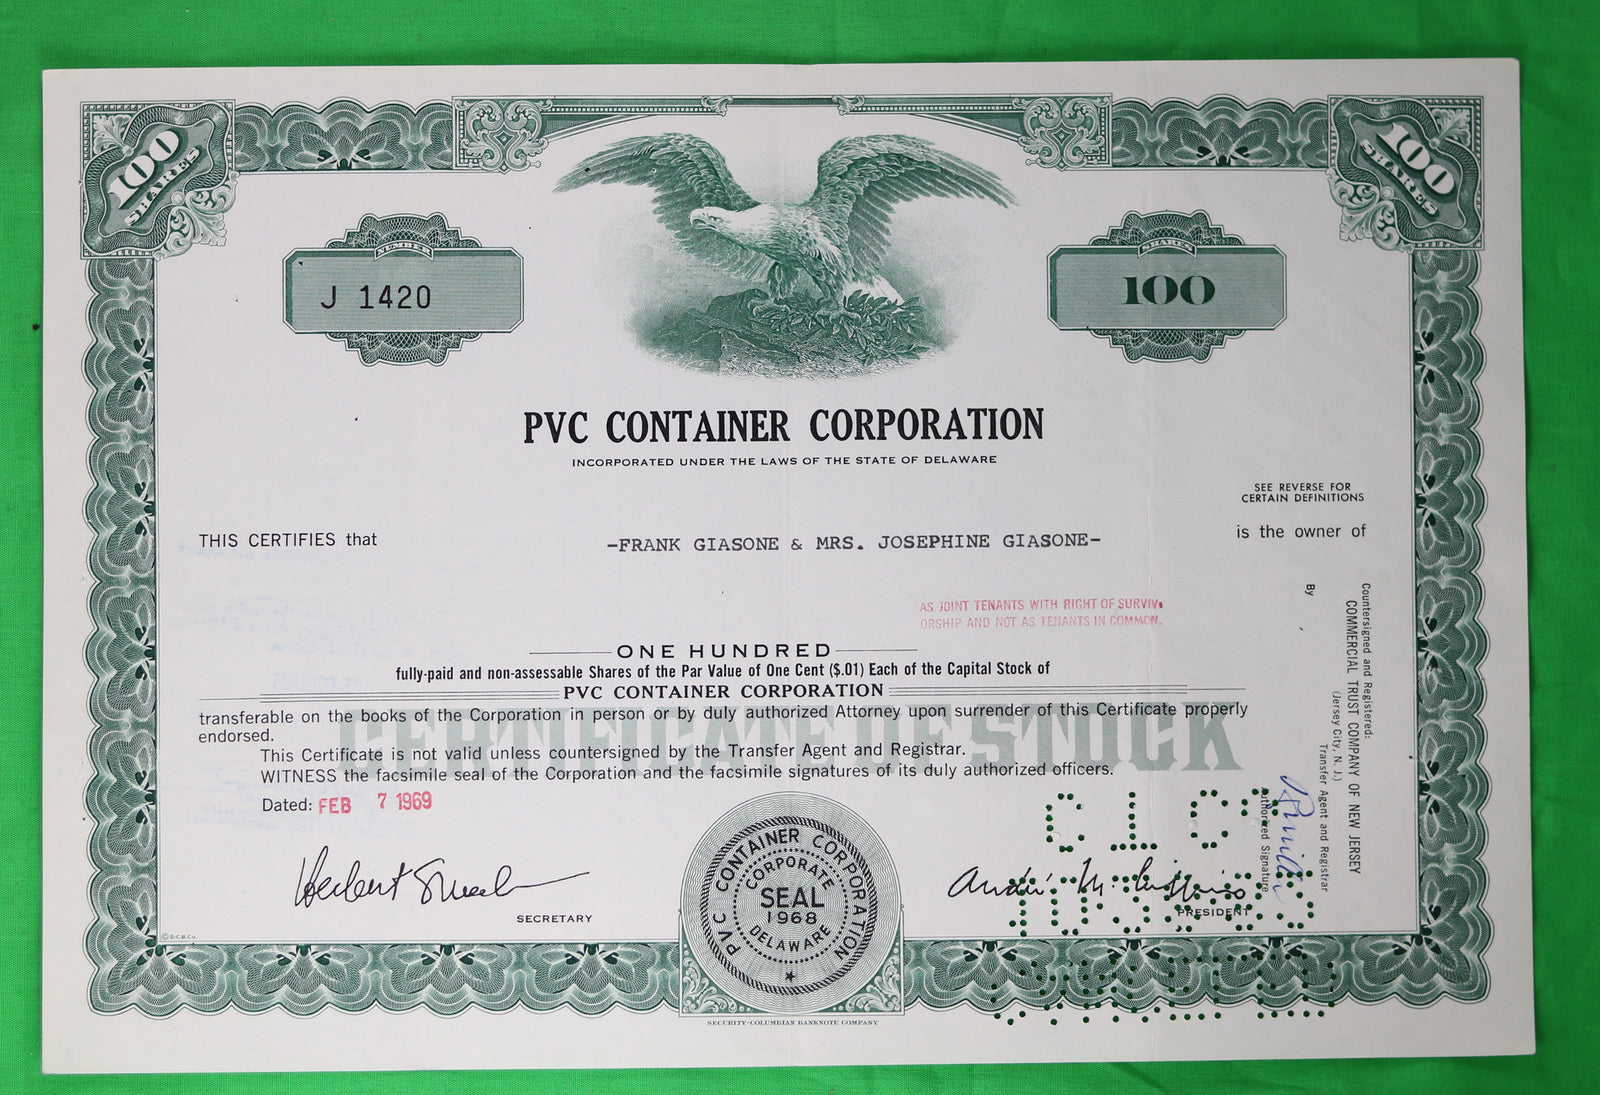 100
SHARES
100
SHARES
NUMBER
J 1420
SHARES
100
PVC CONTAINER CORPORATION
INCORPORATED UNDER THE LAWS OF THE STATE OF DELAWARE
SEE REVERSE FOR
CERTAIN DEFINITIONS
THIS CERTIFIES that
-FRANK GIASONE & MRS. JOSEPHINE GIASONE-
is the owner of
AS JOINT TENANTS WITH RIGHT OF SURVIV-
ORSHIP AND NOT AS TENANTS IN COMMON.
ONE HUNDRED
fully-paid and non-assessable Shares of the Par Value of One Cent ($.01) Each of the Capital Stock of
PVC CONTAINER CORPORATION
CERTIFICATE OF STOCK
transferable on the books of the Corporation in person or by duly authorized Attorney upon surrender of this Certificate properly
endorsed.
This Certificate is not valid unless countersigned by the Transfer Agent and Registrar.
WITNESS the facsimile seal of the Corporation and the facsimile signatures of its duly authorized officers.
Dated: FEB 7 1969
Countersigned and Registered:
COMMERCIAL TRUST COMPANY OF NEW JERSEY
(Jersey City, N. J.)
Transfer Agent and Registrar
By
Authorized Signature
Herbert
SECRETARY
PVC CONTAINER CORPORATION
CORPORATE
SEAL
1968
DELAWARE
André M.
PRESIDENT
© S-C.B.Co.
SECURITY-COLUMBIAN BANKNOTE COMPANY